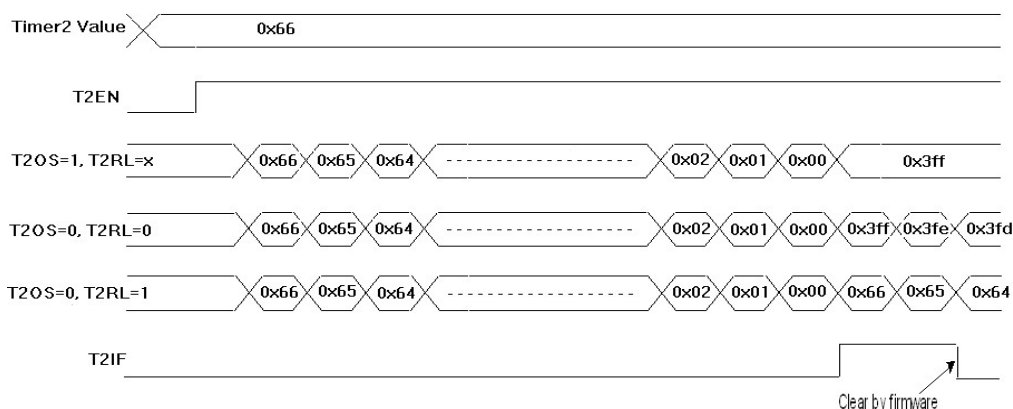 Timer2 Value 0x66
T2EN
T2OS=1, T2RL=x 0x66 0x65 0x64 0x02 0x01 0x00 0x3ff
T2OS=0, T2RL=0 0x66 0x65 0x64 0x02 0x01 0x00 0x3ff 0x3fe 0x3fd
T2OS=0, T2RL=1 0x66 0x65 0x64 0x02 0x01 0x00 0x66 0x65 0x64
T2IF
Clear by firmware